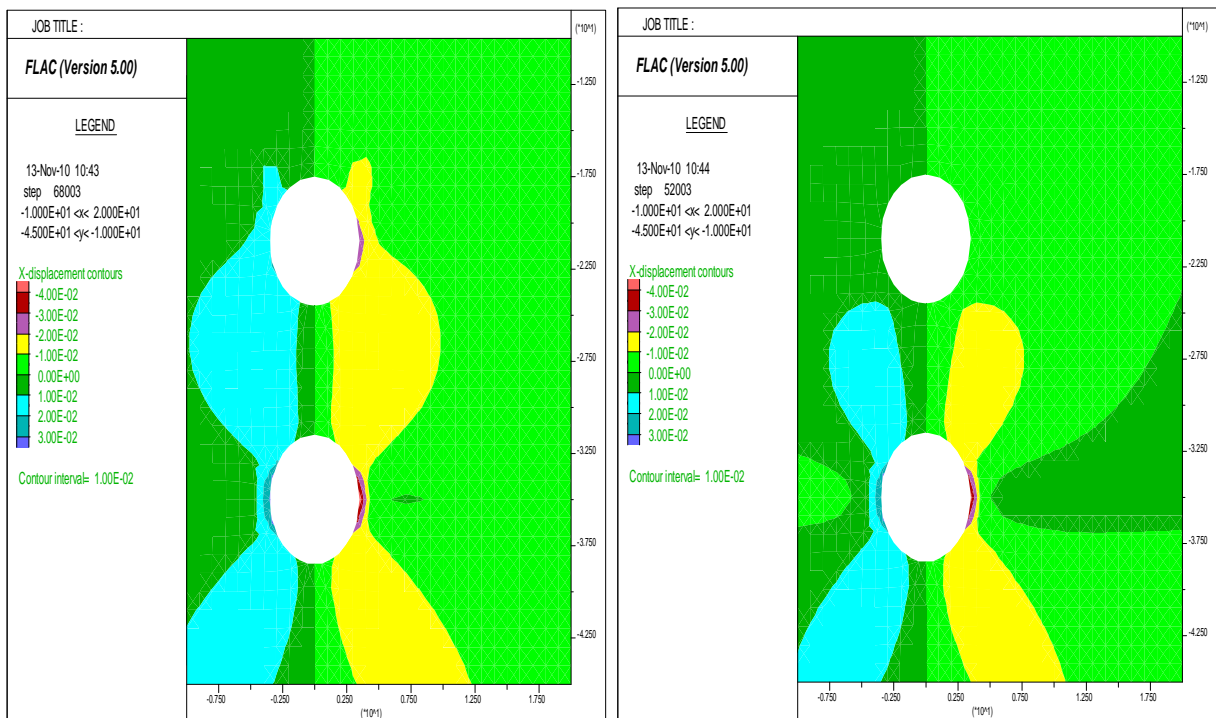 JOB TITLE :
(*10^1)
FLAC (Version 5.00)
LEGEND
13-Nov-10 10:43
step 68003
-1.000E+01 <x< 2.000E+01
-4.500E+01 <y< -1.000E+01
X-displacement contours
-4.00E-02
-3.00E-02
-2.00E-02
-1.00E-02
0.00E+00
1.00E-02
2.00E-02
3.00E-02
Contour interval= 1.00E-02
-1.250
-1.750
-2.250
-2.750
-3.250
-3.750
-4.250
-0.750
-0.250
0.250
0.750
1.250
1.750
(*10^1)
JOB TITLE :
(*10^1)
FLAC (Version 5.00)
LEGEND
13-Nov-10 10:44
step 52003
-1.000E+01 <x< 2.000E+01
-4.500E+01 <y< -1.000E+01
X-displacement contours
-4.00E-02
-3.00E-02
-2.00E-02
-1.00E-02
0.00E+00
1.00E-02
2.00E-02
3.00E-02
Contour interval= 1.00E-02
-1.250
-1.750
-2.250
-2.750
-3.250
-3.750
-4.250
-0.750
-0.250
0.250
0.750
1.250
1.750
(*10^1)